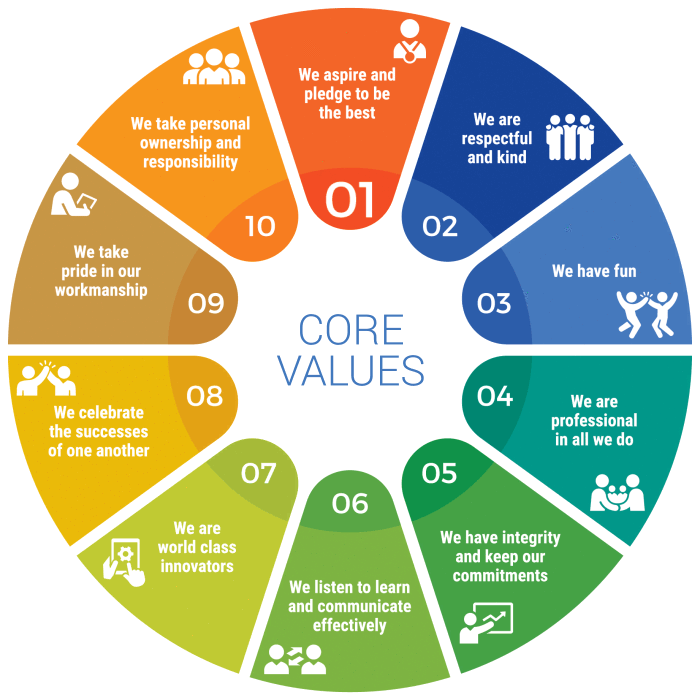 CORE
VALUES
01
We aspire and
pledge to be
the best
02
We are
respectful
and kind
03
We have fun
04
We are
professional
in all we do
05
We have integrity
and keep our
commitments
06
We listen to learn
and communicate
effectively
07
We are
world class
innovators
08
We celebrate
the successes
of one another
09
We take
pride in our
workmanship
10
We take personal
ownership and
responsibility